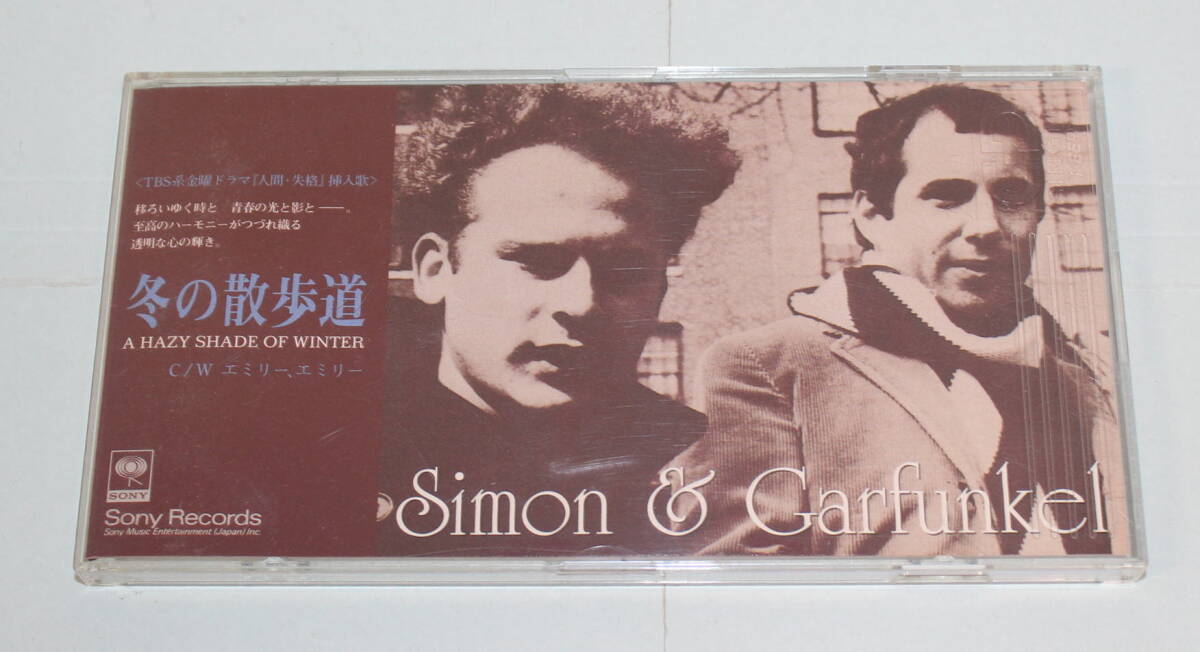 〈TBS系金曜ドラマ『人間・失格』挿入歌〉
移ろいゆく時と 青春の光と影と――。
至高のハーモニーがつづれ織る
透明な心の輝き。
冬の散歩道
A HAZY SHADE OF WINTER
C/W エミリー、エミリー
SONY
Sony Records
Sony Music Entertainment (Japan) Inc.
Simon & Garfunkel